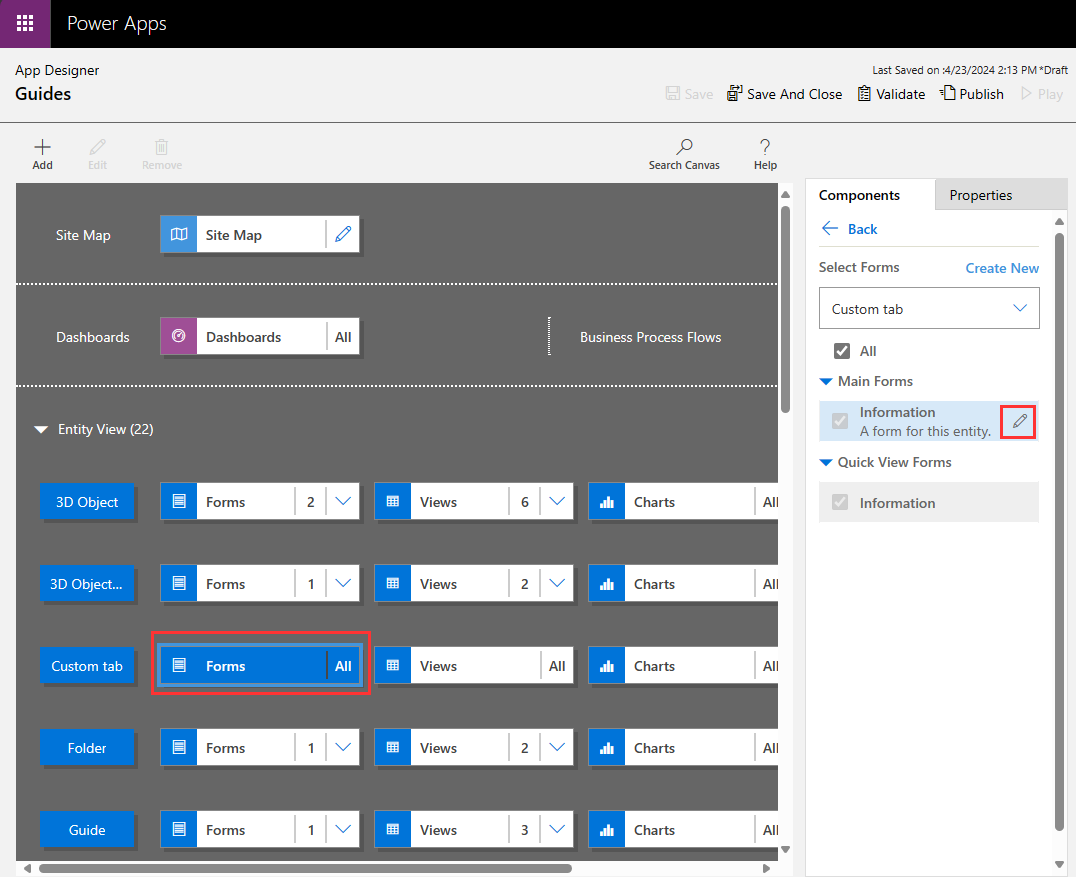 Power Apps
App Designer
Guides
Last Saved on :4/23/2024 2:13 PM *Draft
Save
Save And Close
Validate
Publish
Play
Add
Edit
Remove
Search Canvas
Help
Site Map
Site Map
Dashboards
Dashboards
All
Business Process Flows
Entity View (22)
3D Object
Forms 2
Views 6
Charts All
3D Object...
Forms 1
Views 2
Charts All
Custom tab
Forms All
Views All
Charts All
Folder
Forms 1
Views 2
Charts All
Guide
Forms 1
Views 3
Charts All
Components
Properties
Back
Select Forms
Create New
Custom tab
All
Main Forms
Information
A form for this entity.
Quick View Forms
Information